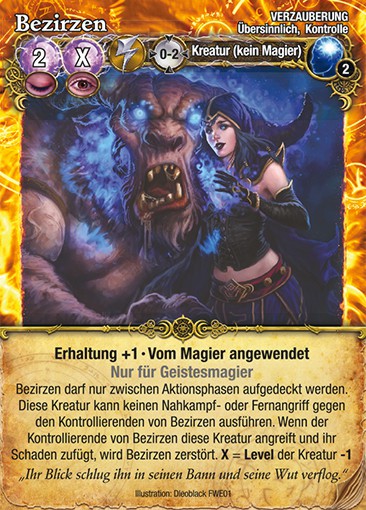 Bezirzen
VERZAUBERUNG
Übersinnlich, Kontrolle
2 X 0-2 Kreatur (kein Magier)
2
Erhaltung +1 · Vom Magier angewendet
Nur für Geistesmagier
Bezirzen darf nur zwischen Aktionsphasen aufgedeckt werden.
Diese Kreatur kann keinen Nahkampf- oder Fernangriff gegen
den Kontrollierenden von Bezirzen ausführen. Wenn der
Kontrollierende von Bezirzen diese Kreatur angreift und ihr
Schaden zufügt, wird Bezirzen zerstört. X = Level der Kreatur -1
„Ihr Blick schlug ihn in seinen Bann und seine Wut verflog.“
Illustration: Dleoblack FWE01